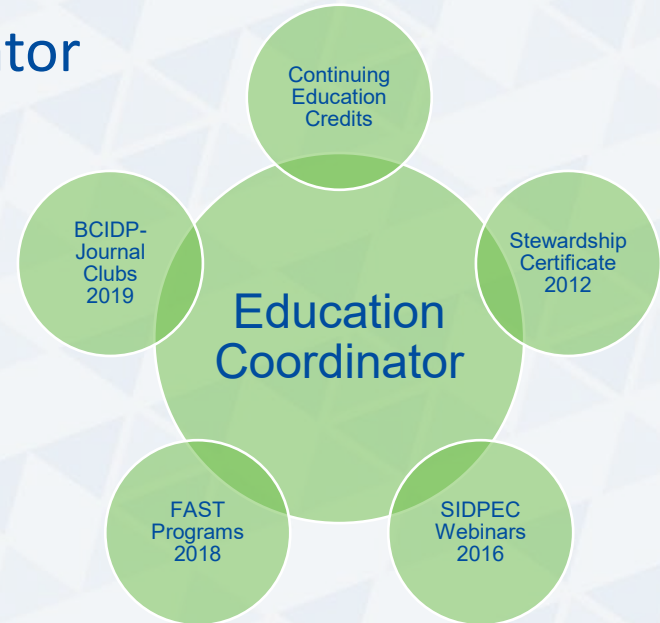 tor
Continuing
Education
Credits
BCIDP-
Journal
Clubs
2019
Stewardship
Certificate
2012
Education
Coordinator
FAST
Programs
2018
SIDPEC
Webinars
2016